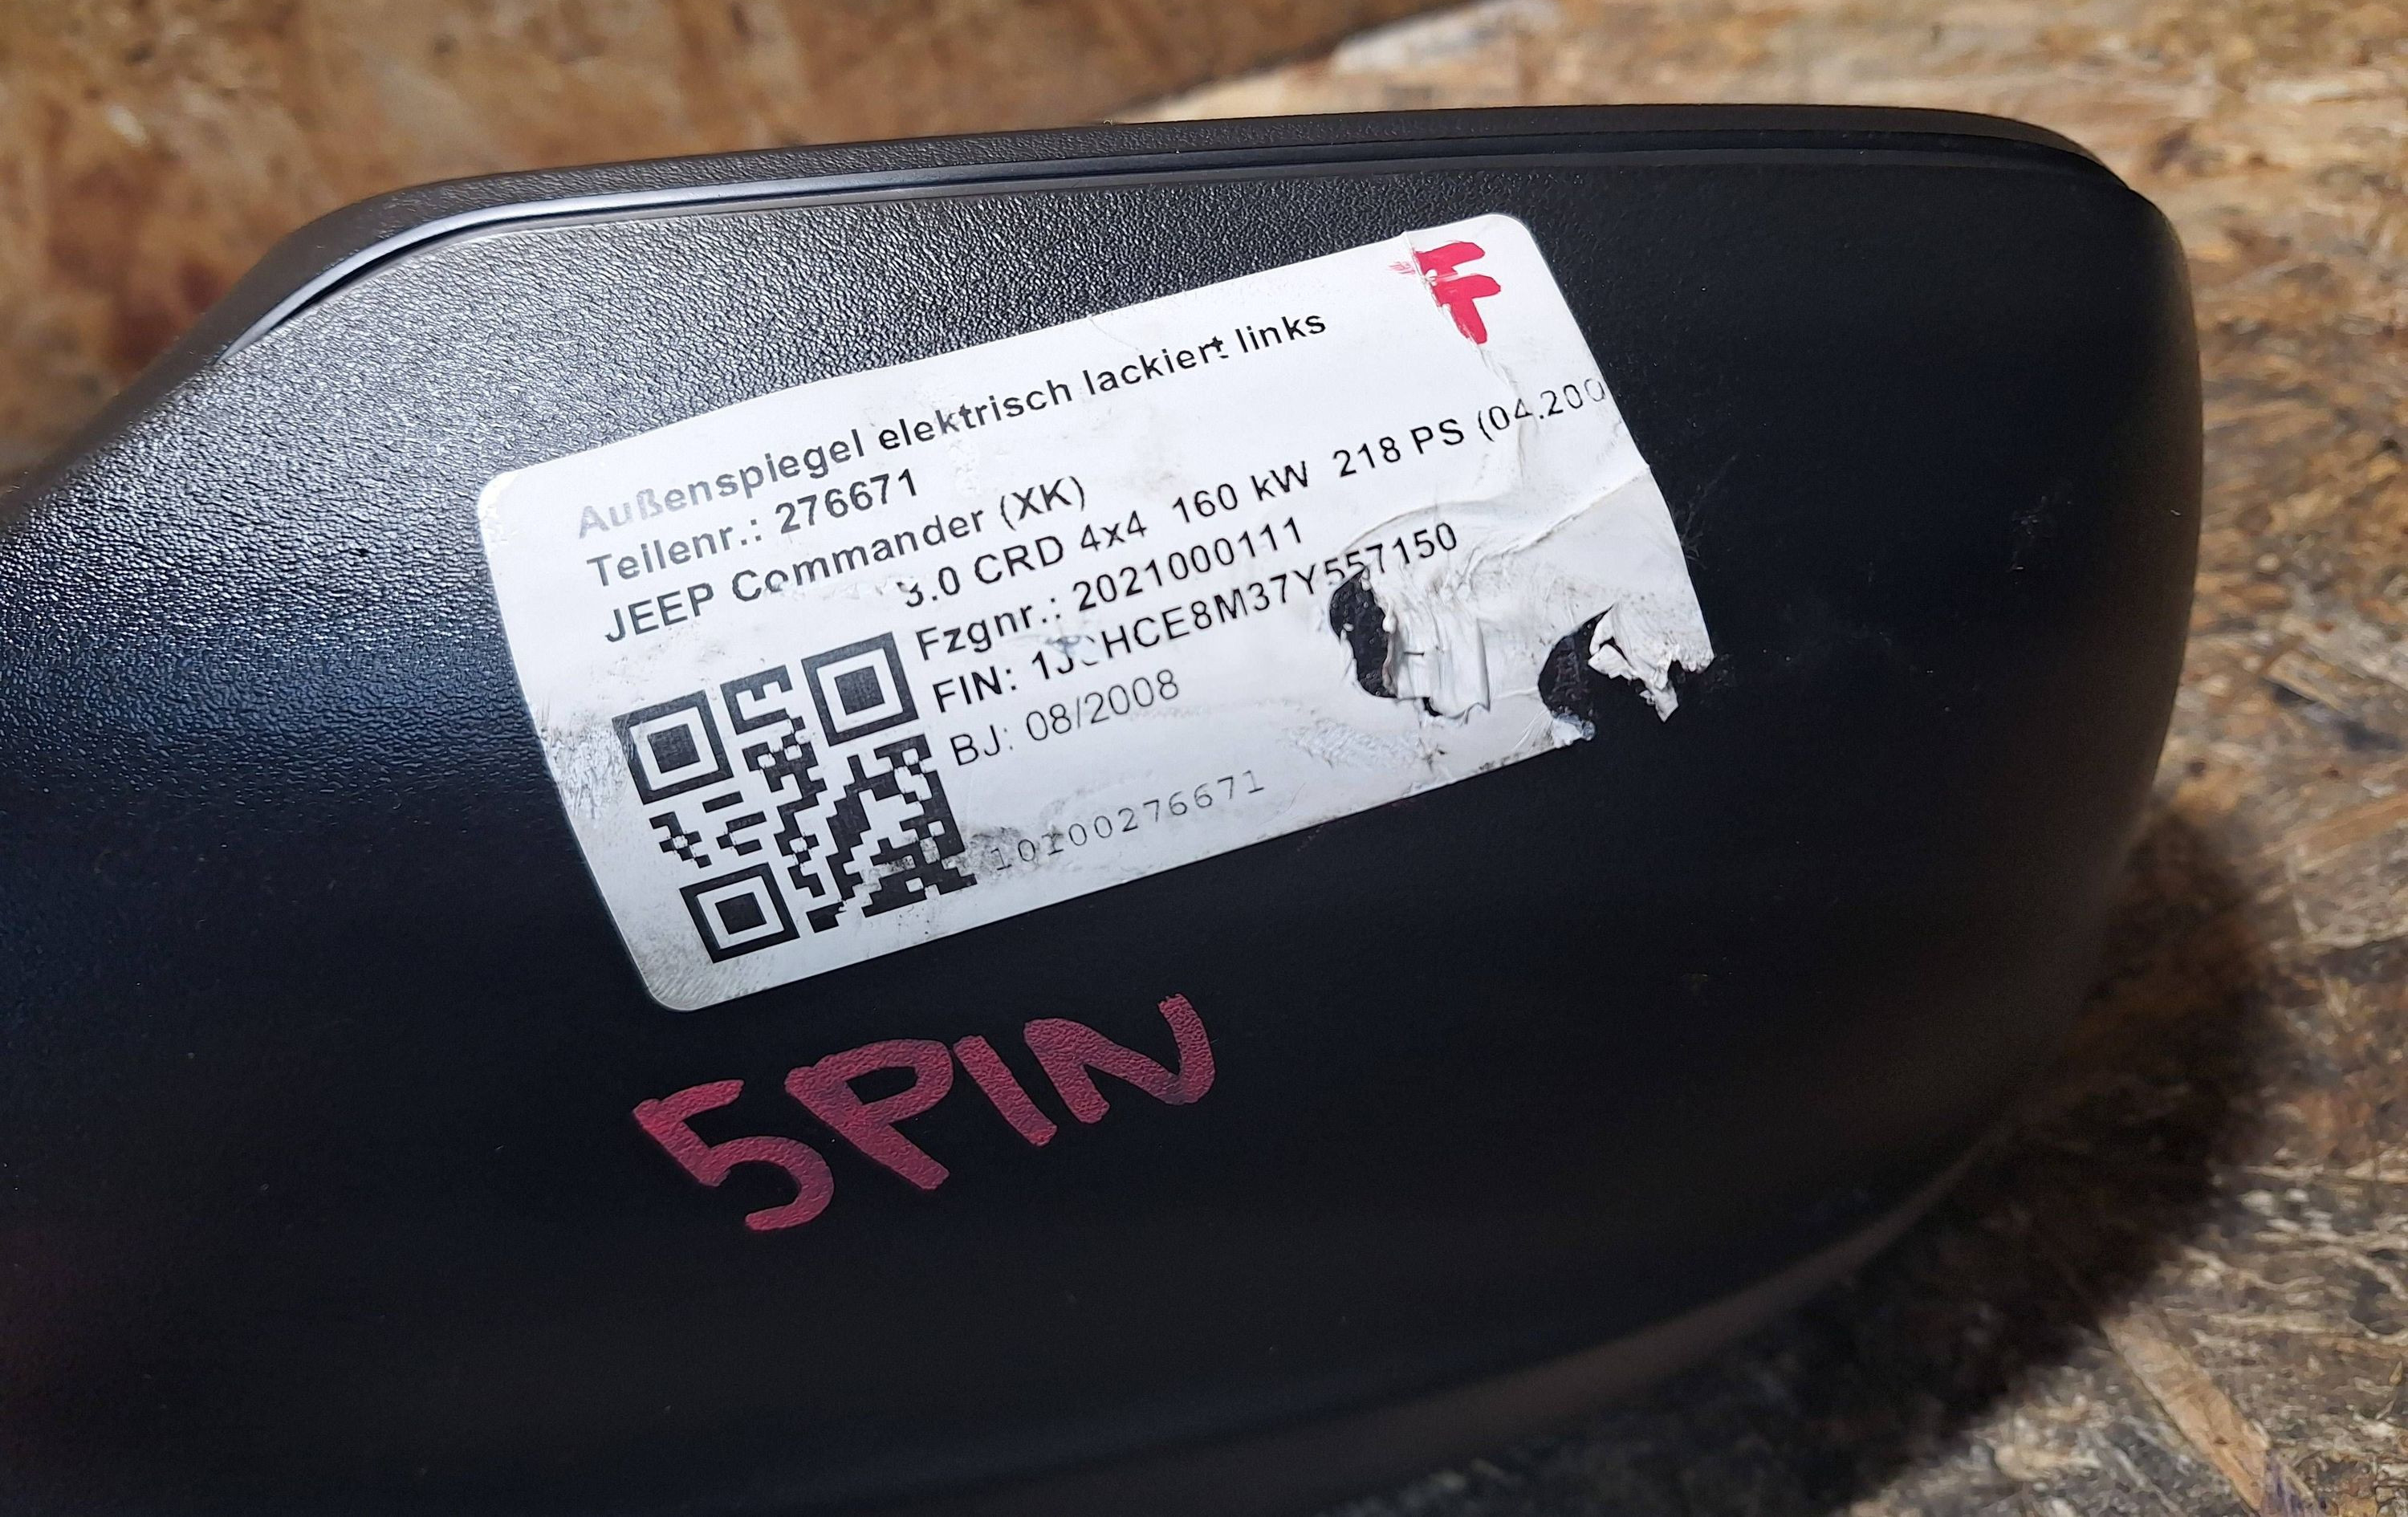 F
Außenspiegel elektrisch lackiert links
Teilenr.: 276671
JEEP Commander (XK)
3.0 CRD 4x4 160 kW 218 PS (04.200
Fzgnr.: 2021000111
FIN:
BJ: 08/2008
10100276671
5PIN